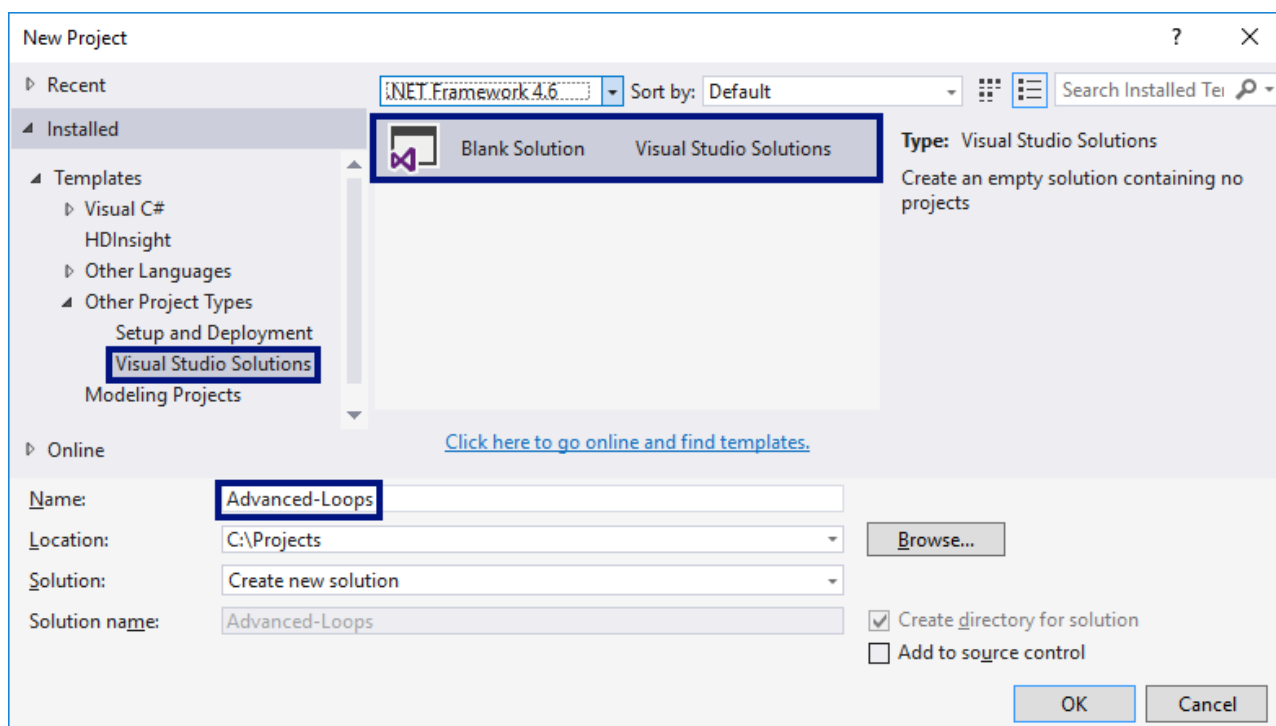 New Project
?
Recent
.NET Framework 4.6
Sort by: Default
Search Installed Te
Installed
Templates
Visual C#
HDInsight
Other Languages
Other Project Types
Setup and Deployment
Visual Studio Solutions
Modeling Projects
Online
Blank Solution
Visual Studio Solutions
Click here to go online and find templates.
Type: Visual Studio Solutions
Create an empty solution containing no
projects
Name: Advanced-Loops
Location: C:\Projects
Browse...
Solution: Create new solution
Solution name: Advanced-Loops
Create directory for solution
Add to source control
OK
Cancel